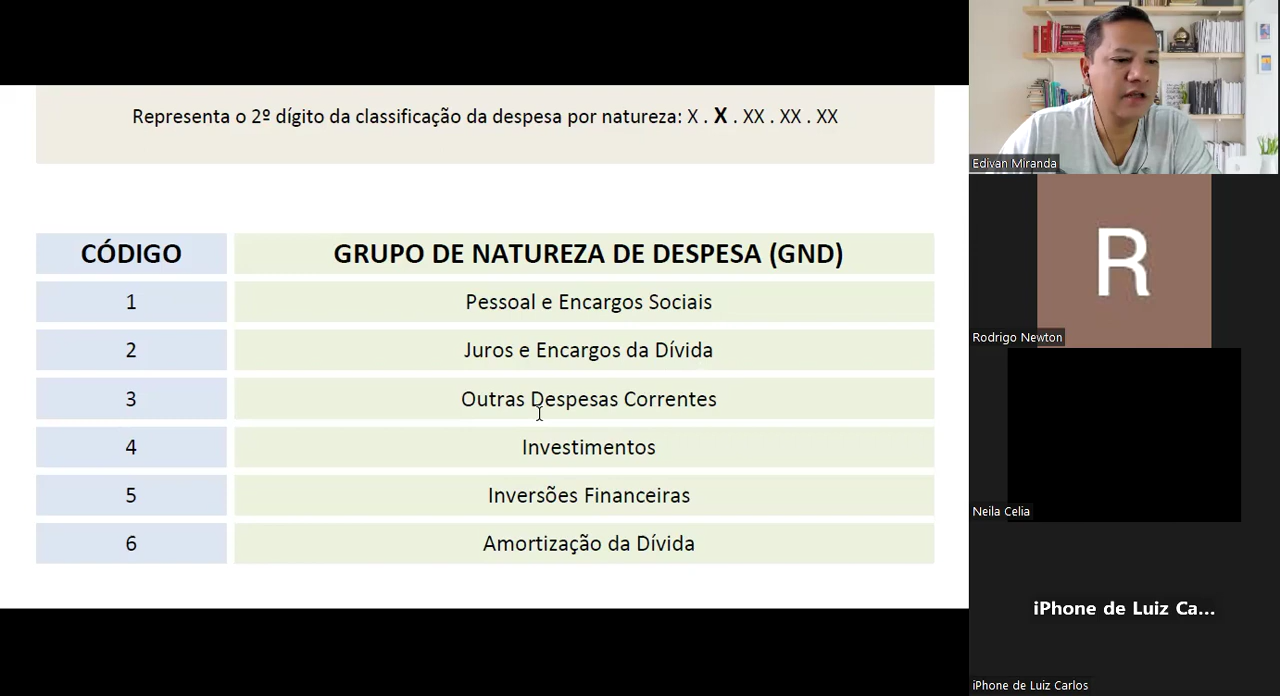 Representa o 2º dígito da classificação da despesa por natureza: X . X . XX . XX . XX
CÓDIGO GRUPO DE NATUREZA DE DESPESA (GND)
1 Pessoal e Encargos Sociais
2 Juros e Encargos da Dívida
3 Outras Despesas Correntes
4 Investimentos
5 Inversões Financeiras
6 Amortização da Dívida
Edivan Miranda
R
Rodrigo Newton
Neila Celia
iPhone de Luiz Ca...
iPhone de Luiz Carlos